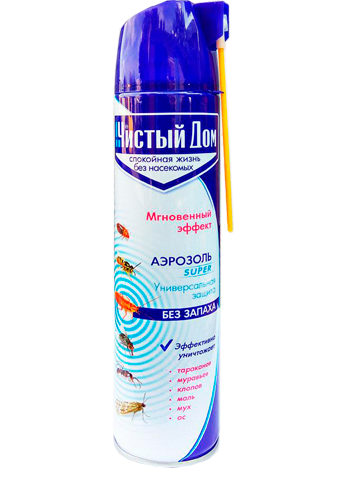 Чистый Дом
спокойная жизнь
без насекомых
Мгновенный
эффект
АЭРОЗОЛЬ
SUPER
Универсальная
защита
БЕЗ ЗАПАХА
Эффективно
уничтожает
• тараканов
• муравьев
• клопов
• моль
• мух
• ос